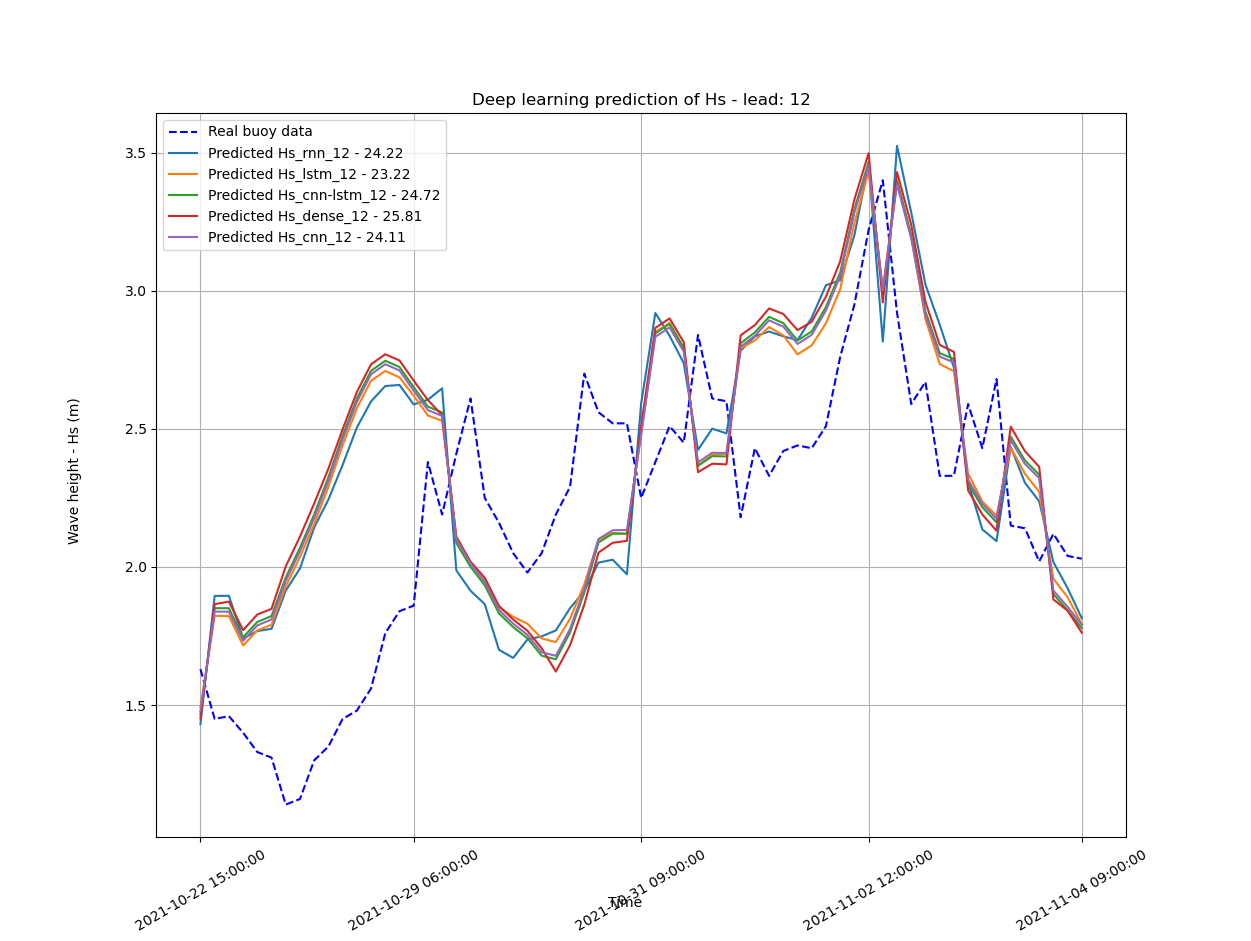 Deep learning prediction of Hs - lead: 12
Real buoy data
Predicted Hs_rnn_12 - 24.22
Predicted Hs_lstm_12 - 23.22
Predicted Hs_cnn-lstm_12 - 24.72
Predicted Hs_dense_12 - 25.81
Predicted Hs_cnn_12 - 24.11
3.5
3.0
2.5
2.0
1.5
Wave height - Hs (m)
2021-10-22 15:00:00
2021-10-29 06:00:00
2021-10-31 09:00:00
2021-11-02 12:00:00
2021-11-04 09:00:00
Time